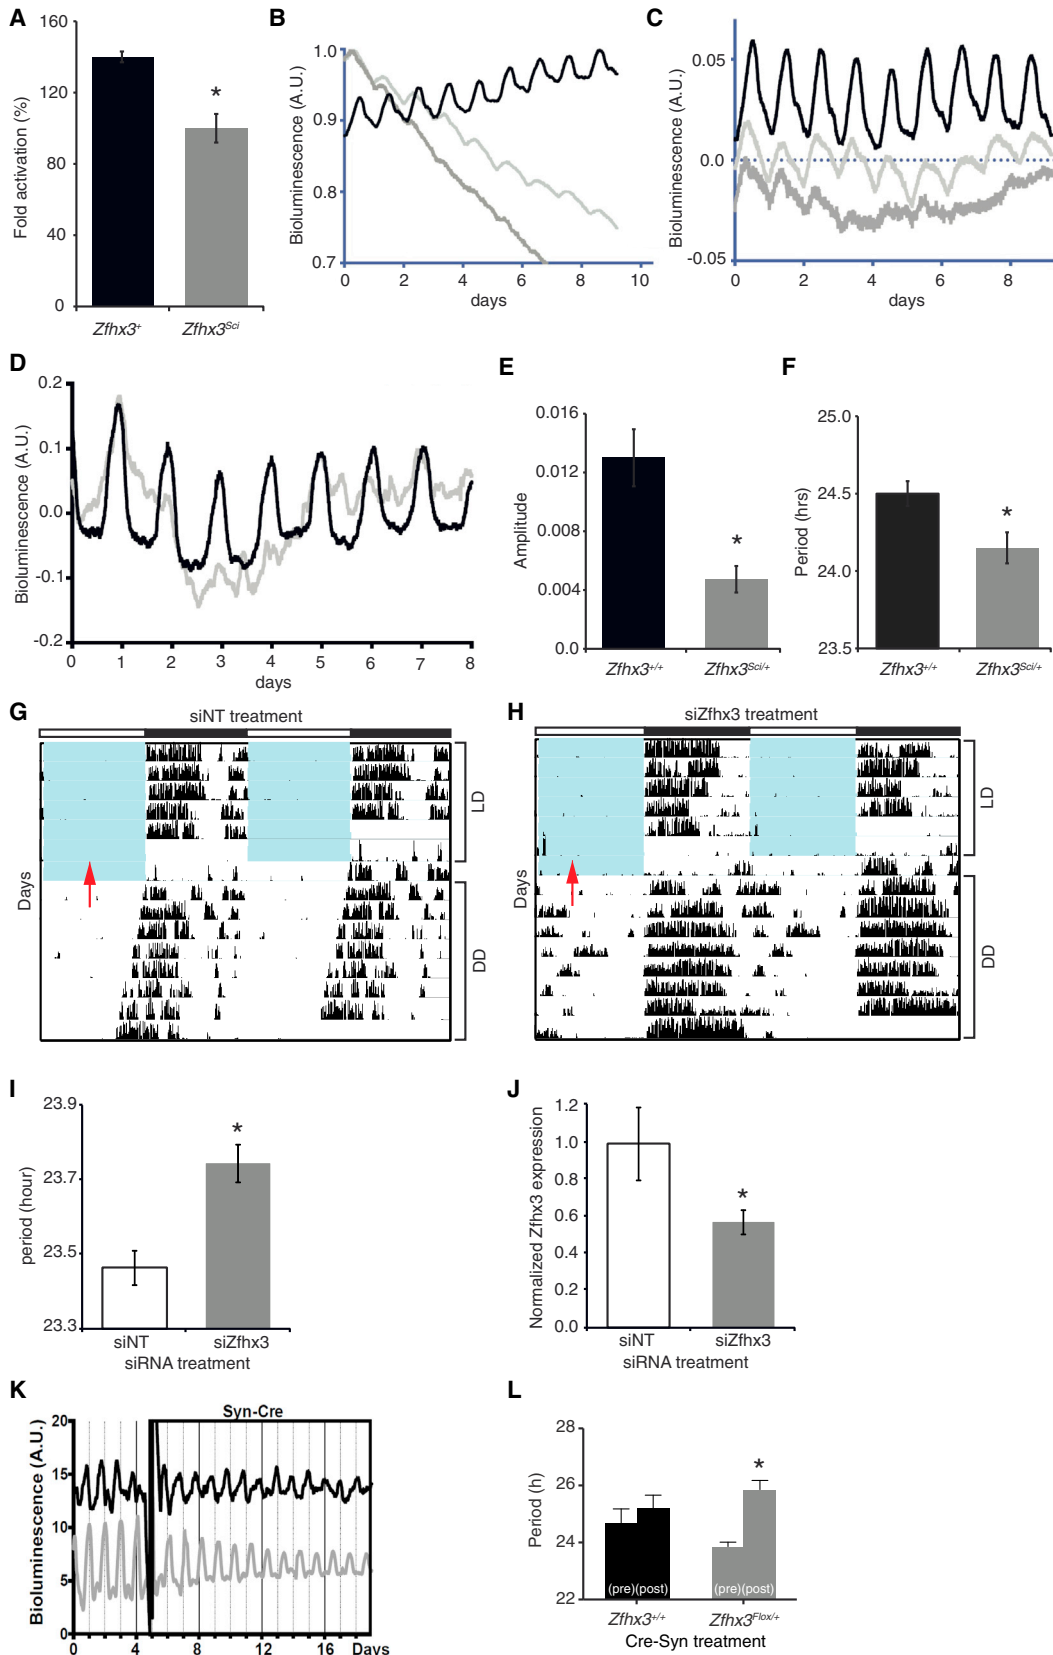 A
160
120
80
40
0
Fold activation (%)
*
Zfhx3+
Zfhx3Sci
B
1.0
0.9
0.8
0.7
Bioluminescence (A.U.)
0 2 4 6 8 10
days
C
0.05
0.0
-0.05
Bioluminescence (A.U.)
0 2 4 6 8
days
D
0.2
0.1
0.0
-0.1
-0.2
Bioluminescence (A.U.)
0 1 2 3 4 5 6 7 8
days
E
0.016
0.012
0.008
0.004
0.0
Amplitude
*
Zfhx3+/+
Zfhx3Sci/+
F
25.0
24.5
24.0
23.5
Period (hrs)
*
Zfhx3+/+
Zfhx3Sci/+
G
siNT treatment
Days
LD
DD
H
siZfhx3 treatment
Days
LD
DD
I
23.9
23.7
23.5
23.3
period (hour)
*
siNT
siZfhx3
siRNA treatment
J
1.2
1.0
0.8
0.6
0.4
0.2
0.0
Normalized Zfhx3 expression
*
siNT
siZfhx3
siRNA treatment
K
Syn-Cre
20
15
10
5
0
Bioluminescence (A.U.)
0 4 8 12 16 Days
L
28
26
24
22
Period (h)
*
(pre)(post)
(pre)(post)
Zfhx3+/+
Zfhx3Flox/+
Cre-Syn treatment